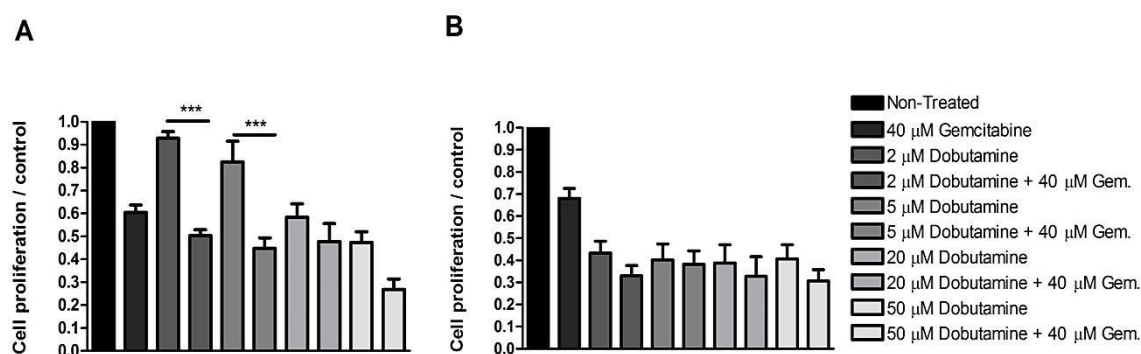 A
B
***
***
Cell proliferation / control
1.0
0.9
0.8
0.7
0.6
0.5
0.4
0.3
0.2
0.1
0.0
Cell proliferation / control
1.0
0.9
0.8
0.7
0.6
0.5
0.4
0.3
0.2
0.1
0.0
Non-Treated
40 μM Gemcitabine
2 μM Dobutamine
2 μM Dobutamine + 40 μM Gem.
5 μM Dobutamine
5 μM Dobutamine + 40 μM Gem.
20 μM Dobutamine
20 μM Dobutamine + 40 μM Gem.
50 μM Dobutamine
50 μM Dobutamine + 40 μM Gem.